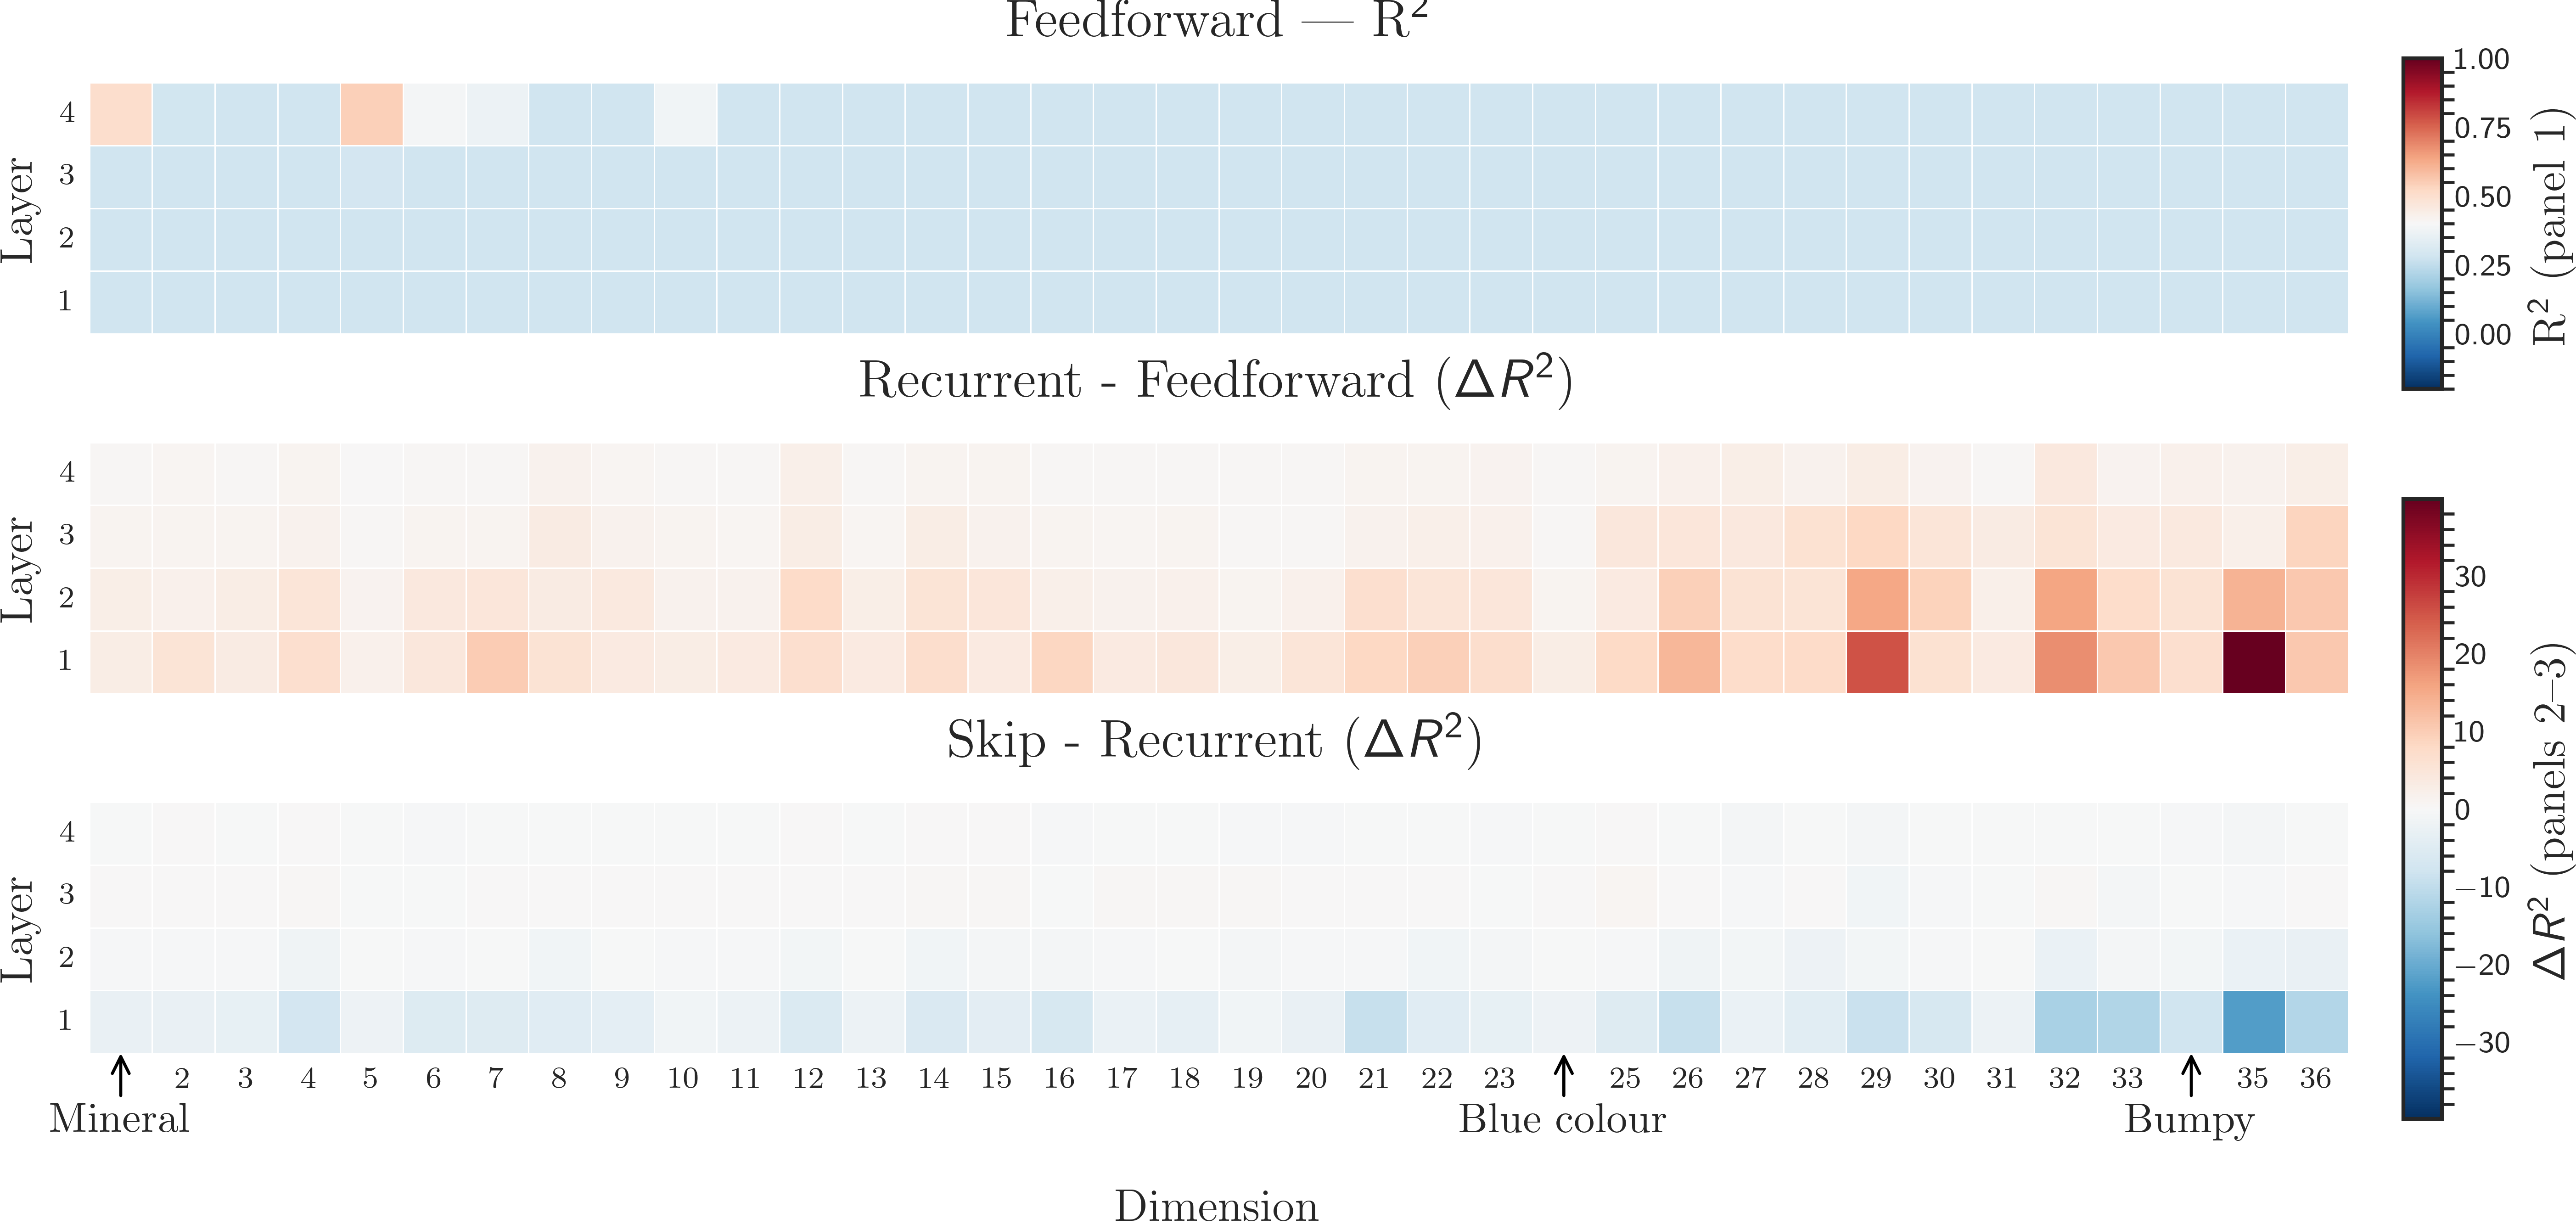 Feedforward — R²
Layer
4
3
2
1
1.00
0.75
0.50
0.25
0.00
R² (panel 1)
Recurrent - Feedforward (ΔR²)
Layer
4
3
2
1
Skip - Recurrent (ΔR²)
Layer
4
3
2
1
30
20
10
0
−10
−20
−30
ΔR² (panels 2–3)
2 3 4 5 6 7 8 9 10 11 12 13 14 15 16 17 18 19 20 21 22 23 25 26 27 28 29 30 31 32 33 35 36
Mineral Blue colour Bumpy
Dimension